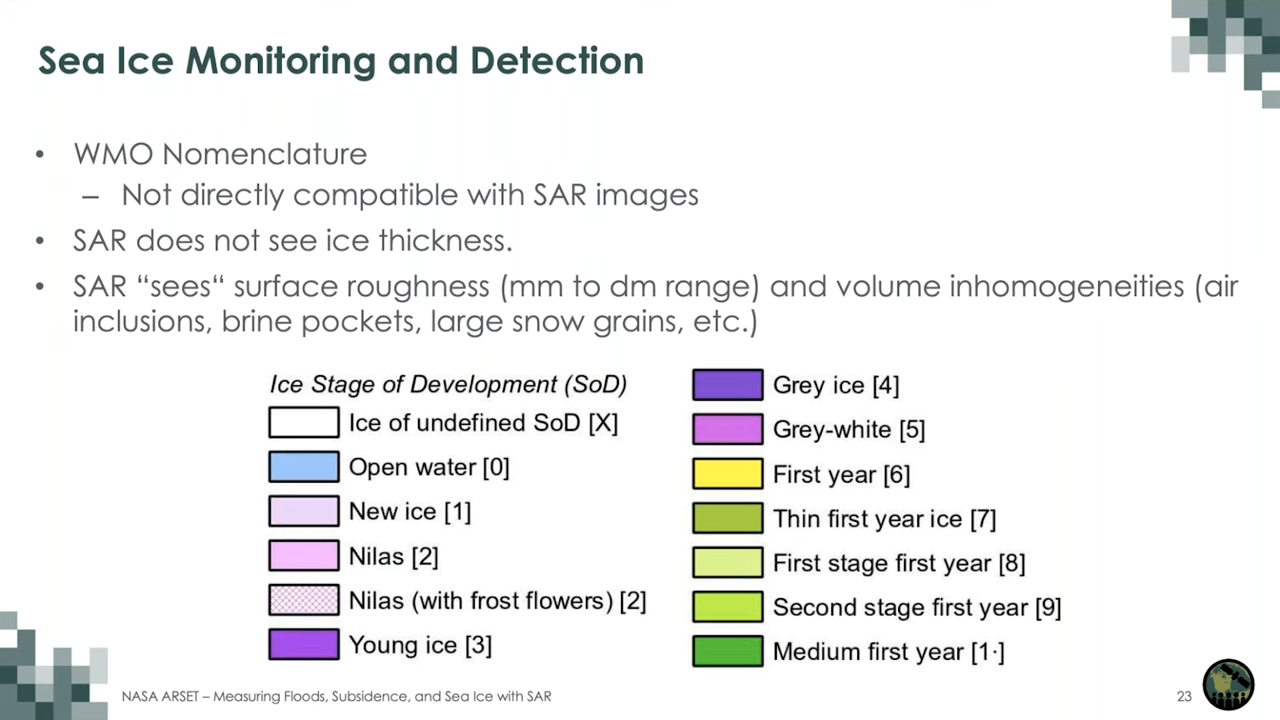 Sea Ice Monitoring and Detection
• WMO Nomenclature
– Not directly compatible with SAR images
• SAR does not see ice thickness.
• SAR “sees“ surface roughness (mm to dm range) and volume inhomogeneities (air
inclusions, brine pockets, large snow grains, etc.)
Ice Stage of Development (SoD)
Ice of undefined SoD [X]
Open water [0]
New ice [1]
Nilas [2]
Nilas (with frost flowers) [2]
Young ice [3]
Grey ice [4]
Grey-white [5]
First year [6]
Thin first year ice [7]
First stage first year [8]
Second stage first year [9]
Medium first year [1·]
NASA ARSET – Measuring Floods, Subsidence, and Sea Ice with SAR
23